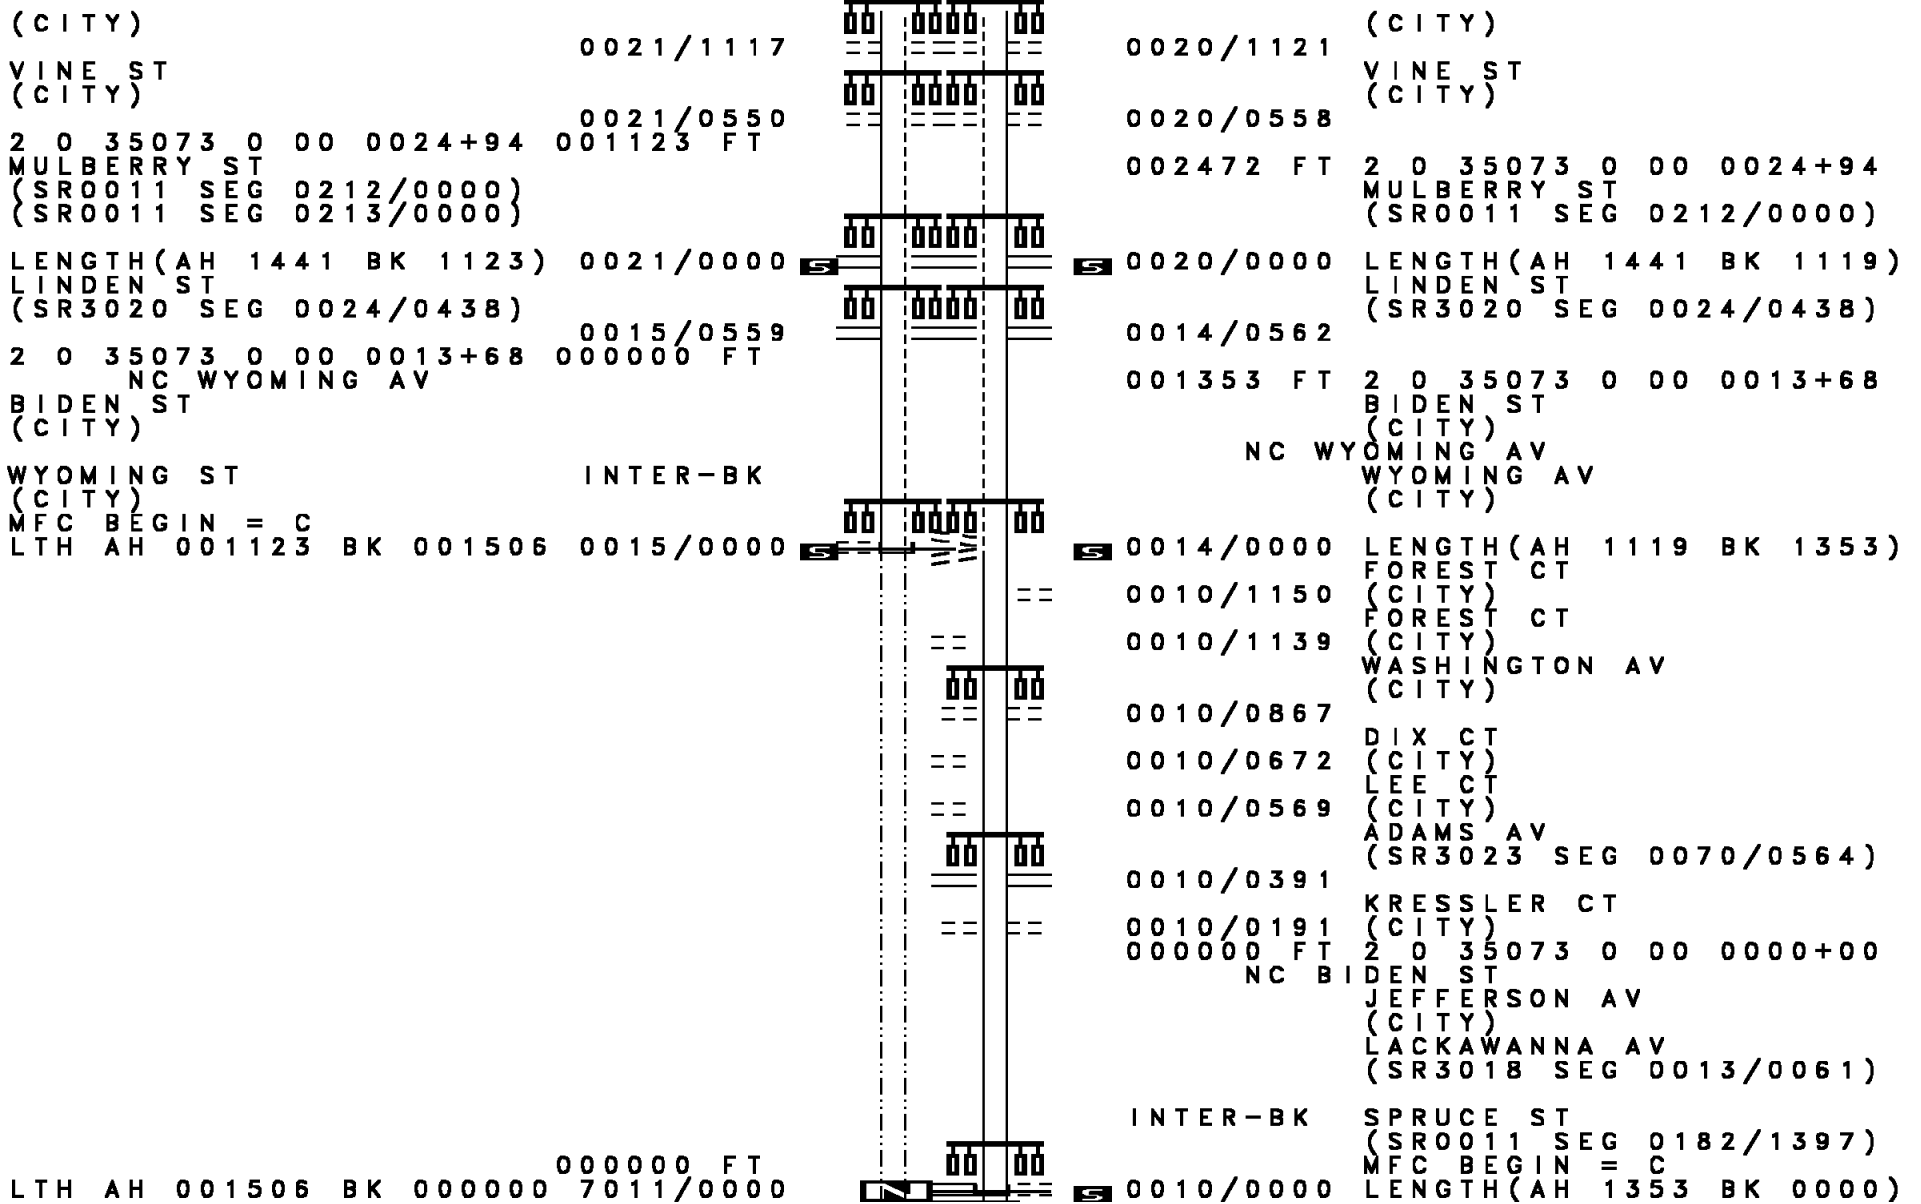 (CITY)
0021/1117
VINE ST
(CITY)
0021/0550
2 0 35073 0 00 0024+94 001123 FT
MULBERRY ST
(SR0011 SEG 0212/0000)
(SR0011 SEG 0213/0000)
LENGTH(AH 1441 BK 1123) 0021/0000 S
LINDEN ST
(SR3020 SEG 0024/0438)
0015/0559
2 0 35073 0 00 0013+68 000000 FT
NC WYOMING AV
BIDEN ST
(CITY)
WYOMING ST INTER-BK
(CITY)
MFC BEGIN = C
LTH AH 001123 BK 001506 0015/0000 S
000000 FT
LTH AH 001506 BK 000000 7011/0000 N
(CITY)
0020/1121
VINE ST
(CITY)
0020/0558
002472 FT 2 0 35073 0 00 0024+94
MULBERRY ST
(SR0011 SEG 0212/0000)
S 0020/0000 LENGTH(AH 1441 BK 1119)
LINDEN ST
(SR3020 SEG 0024/0438)
0014/0562
001353 FT 2 0 35073 0 00 0013+68
BIDEN ST
(CITY)
NC WYOMING AV
WYOMING AV
(CITY)
S 0014/0000 LENGTH(AH 1119 BK 1353)
FOREST CT
0010/1150 (CITY)
FOREST CT
0010/1139 (CITY)
WASHINGTON AV
(CITY)
0010/0867
DIX CT
0010/0672 (CITY)
LEE CT
0010/0569 (CITY)
ADAMS AV
(SR3023 SEG 0070/0564)
0010/0391
KRESSLER CT
0010/0191 (CITY)
000000 FT 2 0 35073 0 00 0000+00
NC BIDEN ST
JEFFERSON AV
(CITY)
LACKAWANNA AV
(SR3018 SEG 0013/0061)
INTER-BK SPRUCE ST
(SR0011 SEG 0182/1397)
MFC BEGIN = C
S 0010/0000 LENGTH(AH 1353 BK 0000)